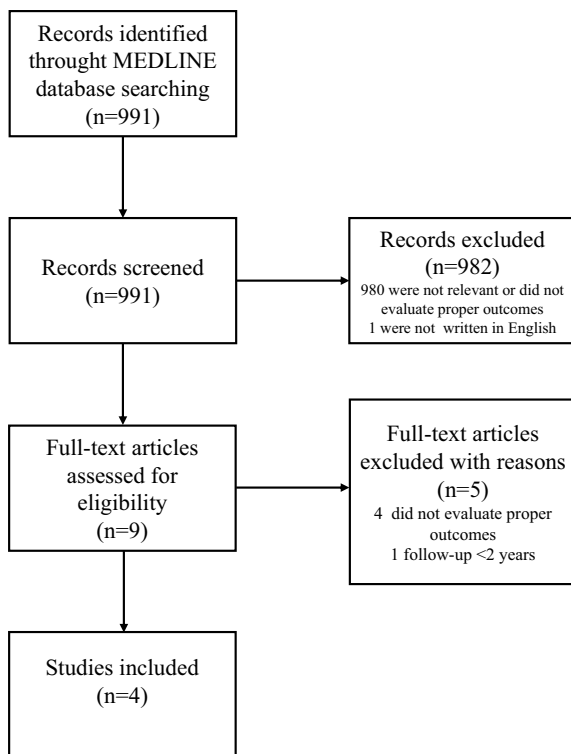 Records identified
throught MEDLINE
database searching
(n=991)
Records screened
(n=991)
Records excluded
(n=982)
980 were not relevant or did not
evaluate proper outcomes
1 were not written in English
Full-text articles
assessed for
eligibility
(n=9)
Full-text articles
excluded with reasons
(n=5)
4 did not evaluate proper
outcomes
1 follow-up <2 years
Studies included
(n=4)